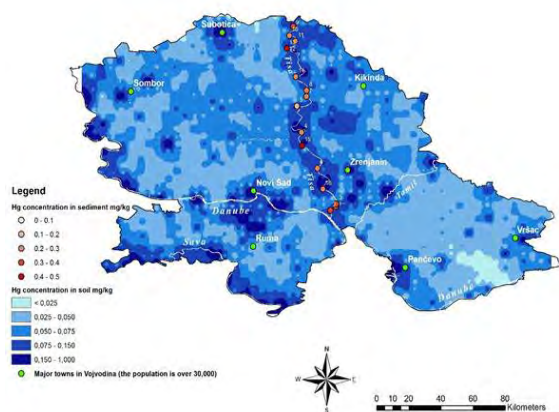 Subotica
Tisa
Sombor
Kikinda
Zrenjanin
Tisa
Tamiš
Novi Sad
Danube
Sava
Ruma
Vršac
Pančevo
Danube
Legend
Hg concentration in sediment mg/kg
0 - 0.1
0.1 - 0.2
0.2 - 0.3
0.3 - 0.4
0.4 - 0.5
Hg concentration in soil mg/kg
< 0,025
0,025 - 0,050
0,050 - 0,075
0,075 - 0,150
0,150 - 1,000
Major towns in Vojvodina (the population is over 30,000)
N
W
S
0 10 20 40 60 80
Kilometers